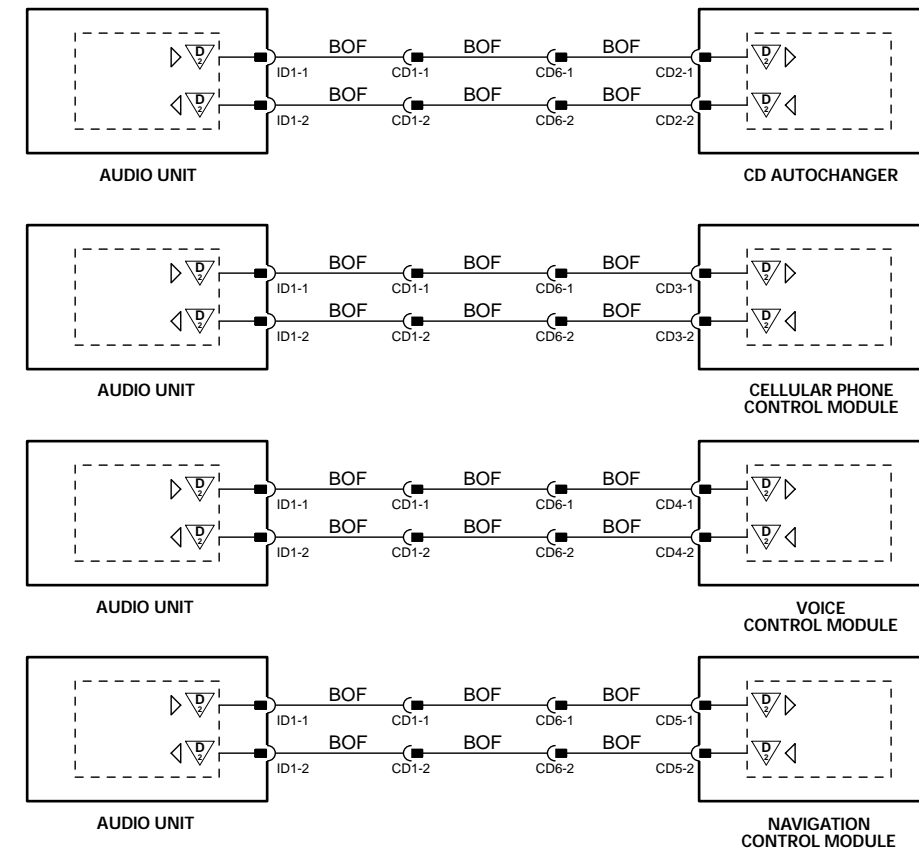 BOF BOF BOF
D 2 D 2
ID1-1 CD1-1 CD6-1 CD2-1
BOF BOF BOF
D 2 D 2
ID1-2 CD1-2 CD6-2 CD2-2
AUDIO UNIT CD AUTOCHANGER
BOF BOF BOF
D 2 D 2
ID1-1 CD1-1 CD6-1 CD3-1
BOF BOF BOF
D 2 D 2
ID1-2 CD1-2 CD6-2 CD3-2
AUDIO UNIT CELLULAR PHONE
CONTROL MODULE
BOF BOF BOF
D 2 D 2
ID1-1 CD1-1 CD6-1 CD4-1
BOF BOF BOF
D 2 D 2
ID1-2 CD1-2 CD6-2 CD4-2
AUDIO UNIT VOICE
CONTROL MODULE
BOF BOF BOF
D 2 D 2
ID1-1 CD1-1 CD6-1 CD5-1
BOF BOF BOF
D 2 D 2
ID1-2 CD1-2 CD6-2 CD5-2
AUDIO UNIT NAVIGATION
CONTROL MODULE